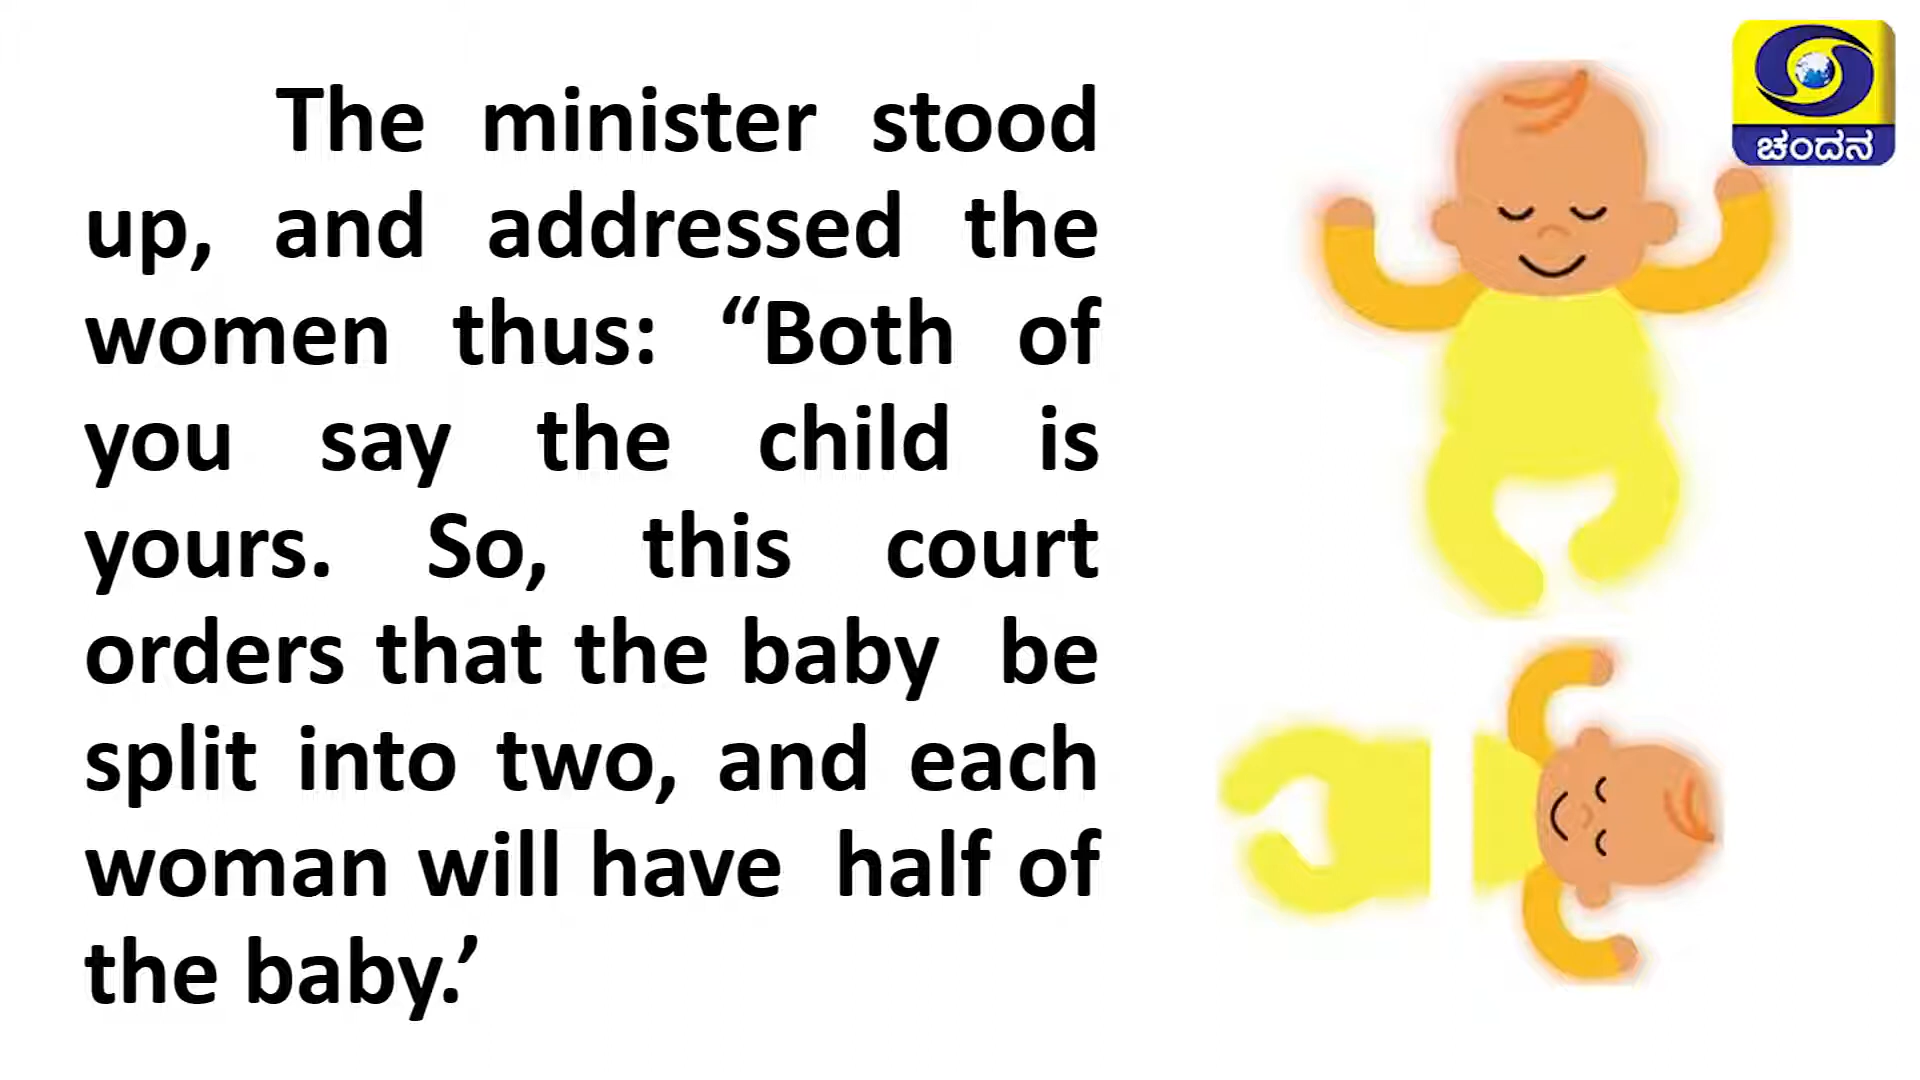 The minister stood
up, and addressed the
women thus: “Both of
you say the child is
yours. So, this court
orders that the baby be
split into two, and each
woman will have half of
the baby.’
ಚಂದನ